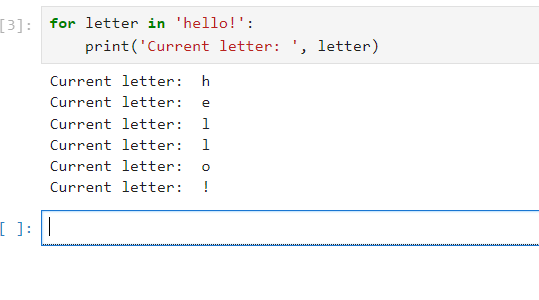 [3]: for letter in 'hello!':
    print('Current letter: ', letter)
Current letter:  h
Current letter:  e
Current letter:  l
Current letter:  l
Current letter:  o
Current letter:  !
[ ]: